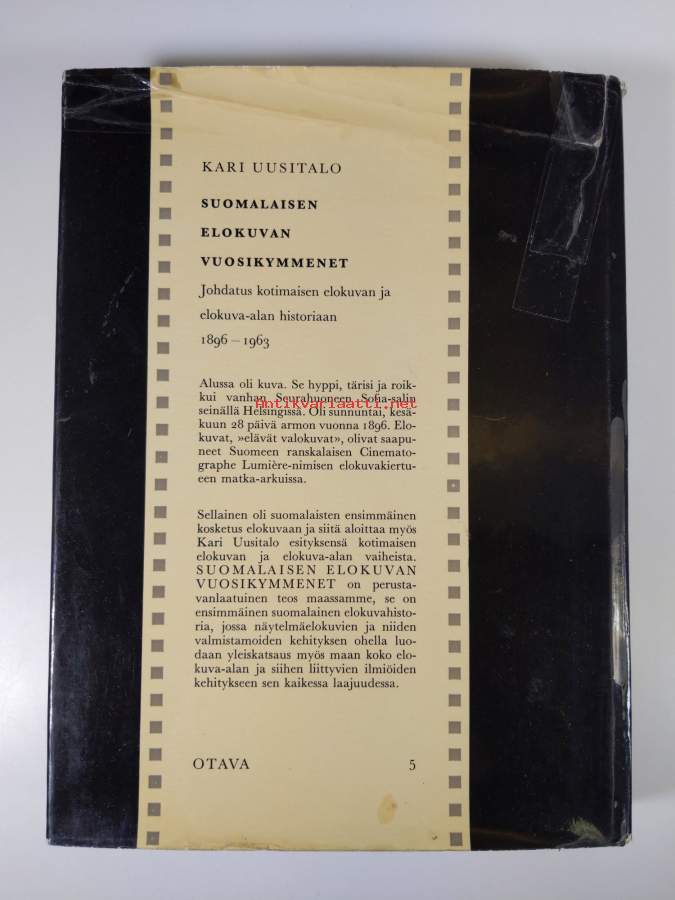 KARI UUSITALO
SUOMALAISEN
ELOKUVAN
VUOSIKYMMENET
Johdatus kotimaisen elokuvan ja
elokuva-alan historiaan
1896 – 1963
Alussa oli kuva. Se hyppi, tärisi ja roik-
kui vanhan Seurahuoneen Sofia-salin
Antikvariaatti.net
seinällä Helsingissä. Oli sunnuntai, kesä-
kuun 28 päivä armon vuonna 1896. Elo-
kuvat, »elävät valokuvat», olivat saapu-
neet Suomeen ranskalaisen Cinemato-
graphe Lumière-nimisen elokuvakiertu-
een matka-arkuissa.
Sellainen oli suomalaisten ensimmäinen
kosketus elokuvaan ja siitä aloittaa myös
Kari Uusitalo esityksensä kotimaisen
elokuvan ja elokuva-alan vaiheista.
SUOMALAISEN ELOKUVAN
VUOSIKYMMENET on perusta-
vanlaatuinen teos maassamme, se on
ensimmäinen suomalainen elokuvahisto-
ria, jossa näytelmäelokuvien ja niiden
valmistamoiden kehityksen ohella luo-
daan yleiskatsaus myös maan koko elo-
kuva-alan ja siihen liittyvien ilmiöiden
kehitykseen sen kaikessa laajuudessa.
OTAVA 5